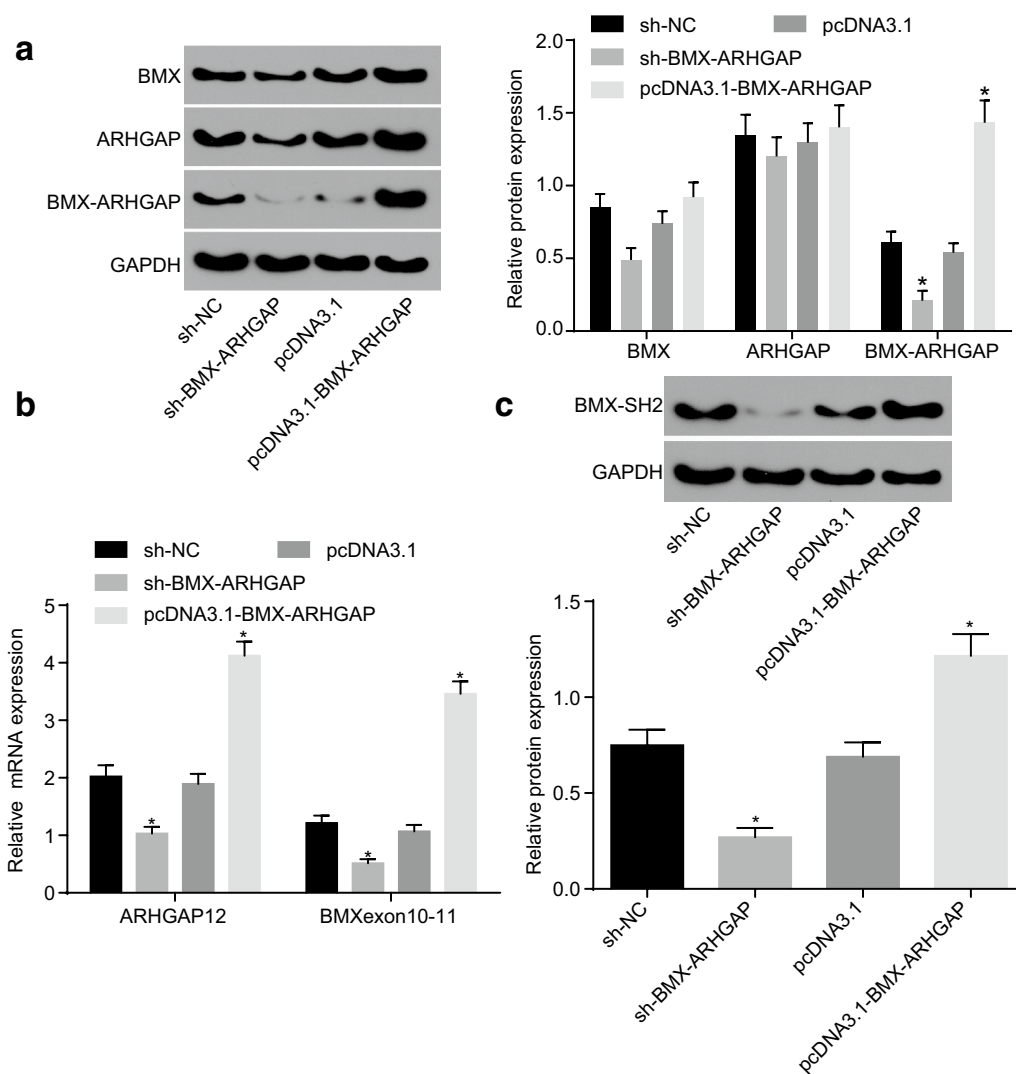 a
BMX
ARHGAP
BMX-ARHGAP
GAPDH
sh-NC
sh-BMX-ARHGAP
pcDNA3.1
pcDNA3.1-BMX-ARHGAP
sh-NC
pcDNA3.1
sh-BMX-ARHGAP
pcDNA3.1-BMX-ARHGAP
Relative protein expression
2.0
1.5
1.0
0.5
0.0
*
*
BMX
ARHGAP
BMX-ARHGAP
b
sh-NC
pcDNA3.1
sh-BMX-ARHGAP
pcDNA3.1-BMX-ARHGAP
Relative mRNA expression
5
4
3
2
1
0
*
*
*
*
ARHGAP12
BMXexon10-11
c
BMX-SH2
GAPDH
sh-NC
sh-BMX-ARHGAP
pcDNA3.1
pcDNA3.1-BMX-ARHGAP
Relative protein expression
1.5
1.0
0.5
0.0
*
*
sh-NC
sh-BMX-ARHGAP
pcDNA3.1
pcDNA3.1-BMX-ARHGAP